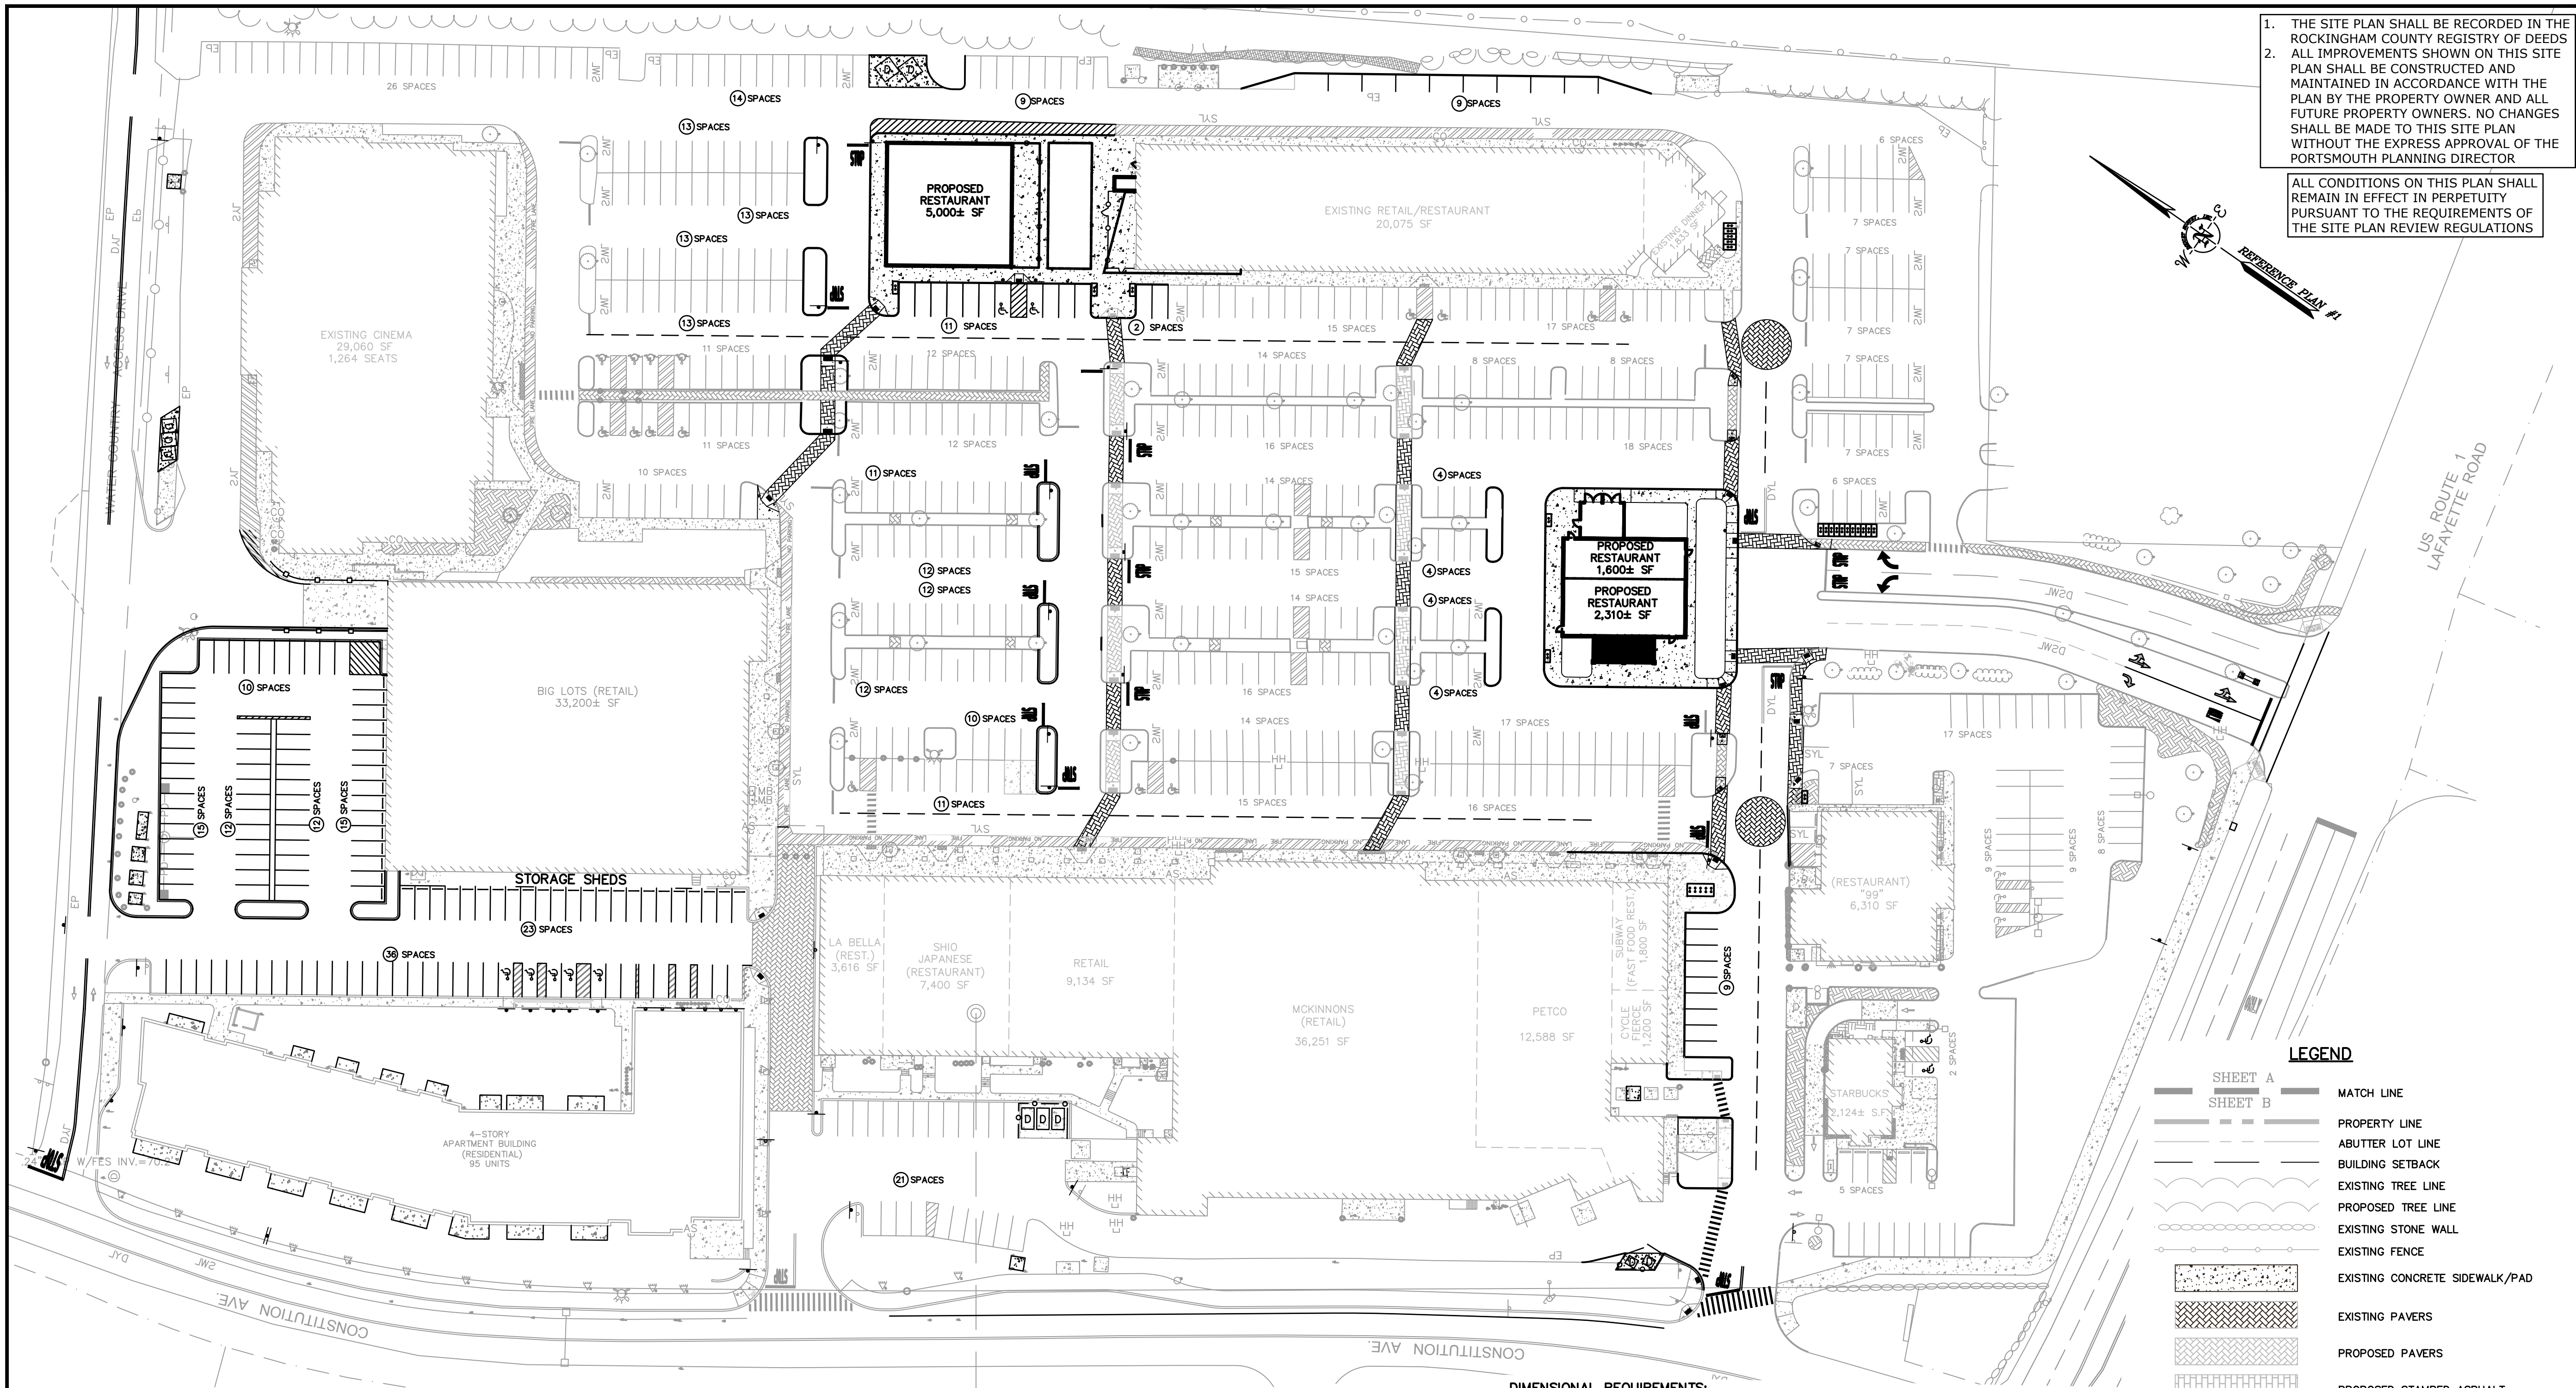 1. THE SITE PLAN SHALL BE RECORDED IN THE
ROCKINGHAM COUNTY REGISTRY OF DEEDS
2. ALL IMPROVEMENTS SHOWN ON THIS SITE
PLAN SHALL BE CONSTRUCTED AND
MAINTAINED IN ACCORDANCE WITH THE
PLAN BY THE PROPERTY OWNER AND ALL
FUTURE PROPERTY OWNERS. NO CHANGES
SHALL BE MADE TO THIS SITE PLAN
WITHOUT THE EXPRESS APPROVAL OF THE
PORTSMOUTH PLANNING DIRECTOR
ALL CONDITIONS ON THIS PLAN SHALL
REMAIN IN EFFECT IN PERPETUITY
PURSUANT TO THE REQUIREMENTS OF
THE SITE PLAN REVIEW REGULATIONS
REFERENCE PLAN #1
26 SPACES
14 SPACES
9 SPACES
9 SPACES
13 SPACES
13 SPACES
13 SPACES
13 SPACES
PROPOSED
RESTAURANT
5,000± SF
EXISTING RETAIL/RESTAURANT
20,075 SF
EXISTING DINNER
1,833 SF
6 SPACES
7 SPACES
7 SPACES
7 SPACES
7 SPACES
7 SPACES
6 SPACES
WATER COUNTRY ACCESS DRIVE
EXISTING CINEMA
29,060 SF
1,264 SEATS
11 SPACES
2 SPACES
15 SPACES
17 SPACES
11 SPACES
12 SPACES
14 SPACES
8 SPACES
8 SPACES
11 SPACES
12 SPACES
16 SPACES
18 SPACES
10 SPACES
11 SPACES
14 SPACES
4 SPACES
12 SPACES
15 SPACES
4 SPACES
12 SPACES
14 SPACES
4 SPACES
12 SPACES
16 SPACES
4 SPACES
10 SPACES
14 SPACES
17 SPACES
11 SPACES
15 SPACES
16 SPACES
PROPOSED
RESTAURANT
1,600± SF
PROPOSED
RESTAURANT
2,310± SF
US ROUTE 1
LAFAYETTE ROAD
BIG LOTS (RETAIL)
33,200± SF
10 SPACES
15 SPACES
12 SPACES
12 SPACES
15 SPACES
STORAGE SHEDS
23 SPACES
36 SPACES
17 SPACES
7 SPACES
9 SPACES
9 SPACES
8 SPACES
(RESTAURANT)
"99"
6,310 SF
LA BELLA
(REST.)
3,616 SF
SHIO
JAPANESE
(RESTAURANT)
7,400 SF
RETAIL
9,134 SF
MCKINNONS
(RETAIL)
36,251 SF
PETCO
12,588 SF
SUBWAY
(FAST FOOD REST.)
1,800 SF
CYCLE
FIERCE
1,200 SF
9 SPACES
STARBUCKS
2,124± S.F.
2 SPACES
5 SPACES
4-STORY
APARTMENT BUILDING
(RESIDENTIAL)
95 UNITS
21 SPACES
STOP
CONSTITUTION AVE.
CONSTITUTION AVE.
LEGEND
SHEET A
SHEET B
MATCH LINE
PROPERTY LINE
ABUTTER LOT LINE
BUILDING SETBACK
EXISTING TREE LINE
PROPOSED TREE LINE
EXISTING STONE WALL
EXISTING FENCE
EXISTING CONCRETE SIDEWALK/PAD
EXISTING PAVERS
PROPOSED PAVERS
PROPOSED STAMPED ASPHALT
DIMENSIONAL REQUIREMENTS: